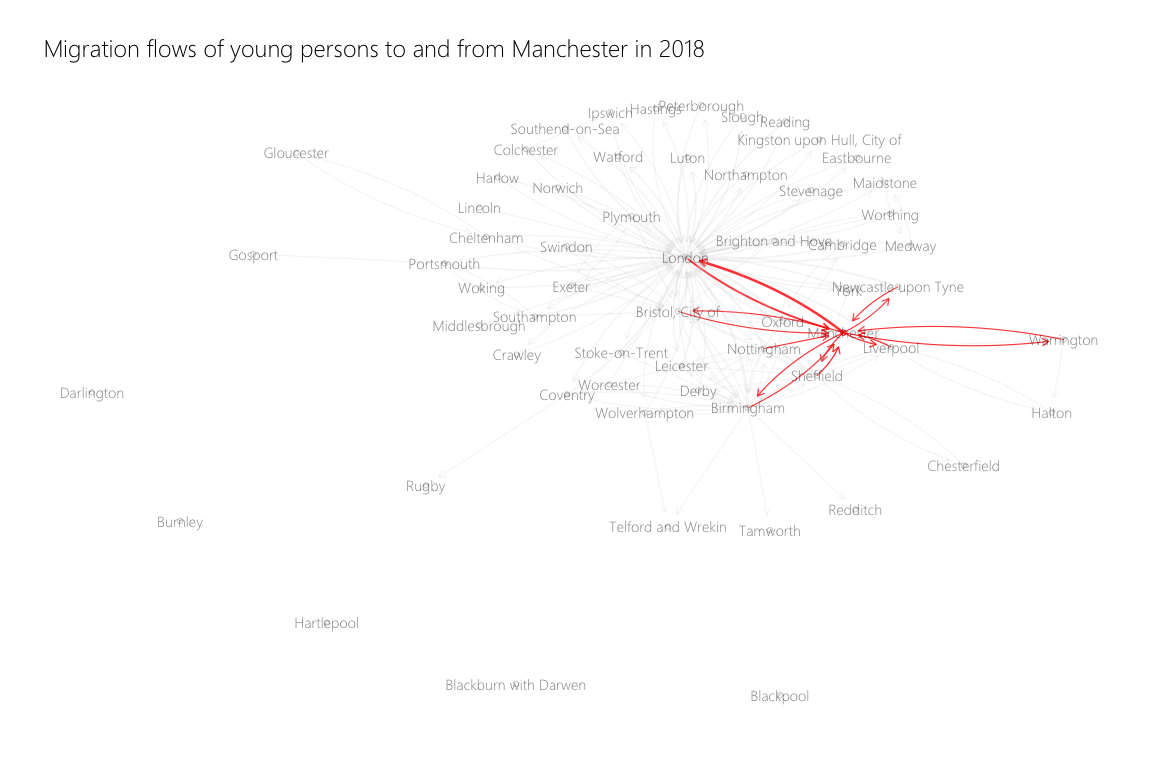 Migration flows of young persons to and from Manchester in 2018
Peterborough
Hastings
Ipswich
Slough
Reading
Southend-on-Sea
Kingston upon Hull, City of
Colchester
Gloucester
Watford
Luton
Eastbourne
Northampton
Harlow
Maidstone
Norwich
Stevenage
Lincoln
Worthing
Plymouth
Cheltenham
Brighton and Hove
Swindon
Cambridge
Medway
Gosport
London
Portsmouth
Woking
Exeter
Newcastle upon Tyne
York
Bristol, City of
Southampton
Oxford
Middlesbrough
Manchester
Warrington
Nottingham
Liverpool
Stoke-on-Trent
Crawley
Leicester
Sheffield
Worcester
Derby
Darlington
Coventry
Birmingham
Wolverhampton
Halton
Chesterfield
Rugby
Redditch
Burnley
Telford and Wrekin
Tamworth
Hartlepool
Blackburn with Darwen
Blackpool